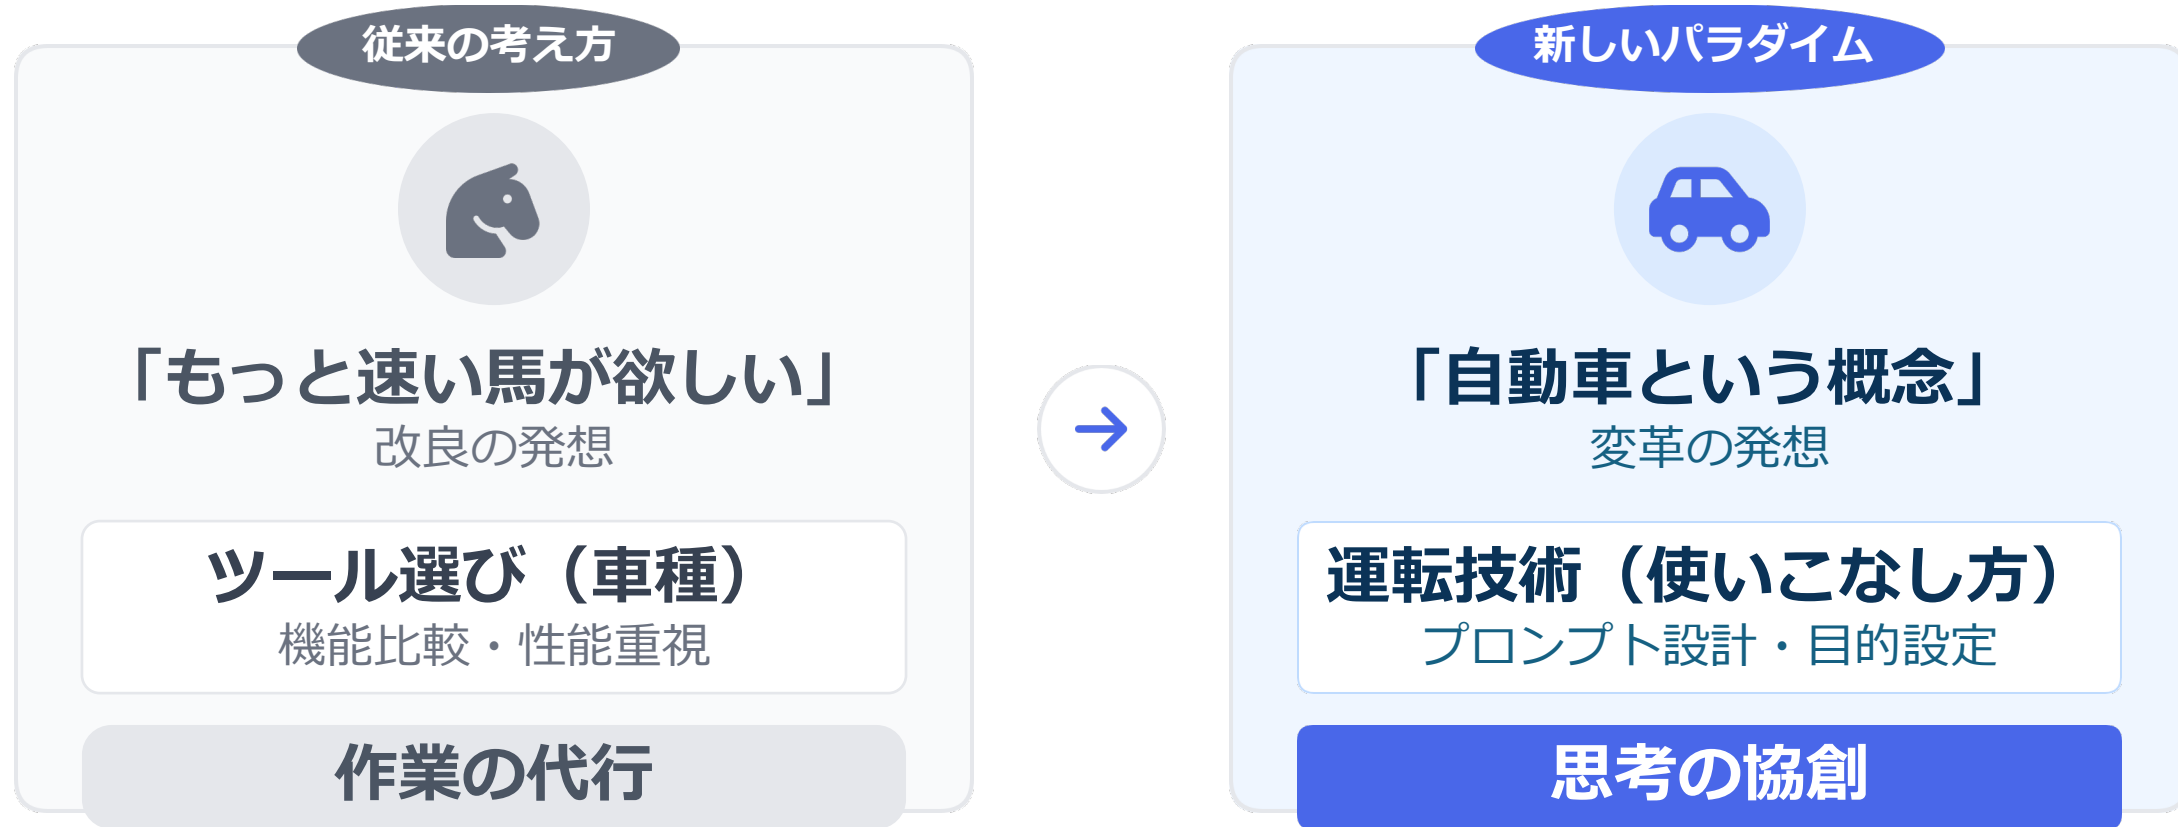 従来の考え方
「もっと速い馬が欲しい」
改良の発想
ツール選び（車種）
機能比較・性能重視
作業の代行
新しいパラダイム
「自動車という概念」
変革の発想
運転技術（使いこなし方）
プロンプト設計・目的設定
思考の協創